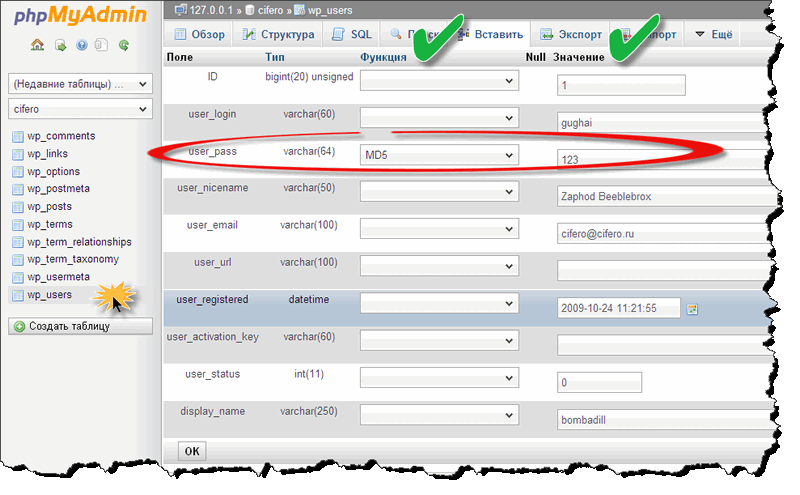 phpMyAdmin
127.0.0.1 » cifero » wp_users
Обзор Структура SQL Вставить Экспорт Ещё
Поле Тип Функция Null Значение
(Недавние таблицы) ...
cifero
wp_comments
wp_links
wp_options
wp_postmeta
wp_posts
wp_terms
wp_term_relationships
wp_term_taxonomy
wp_usermeta
wp_users
Создать таблицу
ID bigint(20) unsigned 1
user_login varchar(60) gughai
user_pass varchar(64) MD5 123
user_nicename varchar(50) Zaphod Beeblebrox
user_email varchar(100) cifero@cifero.ru
user_url varchar(100)
user_registered datetime 2009-10-24 11:21:55
user_activation_key varchar(60)
user_status int(11) 0
display_name varchar(250) bombadill
OK